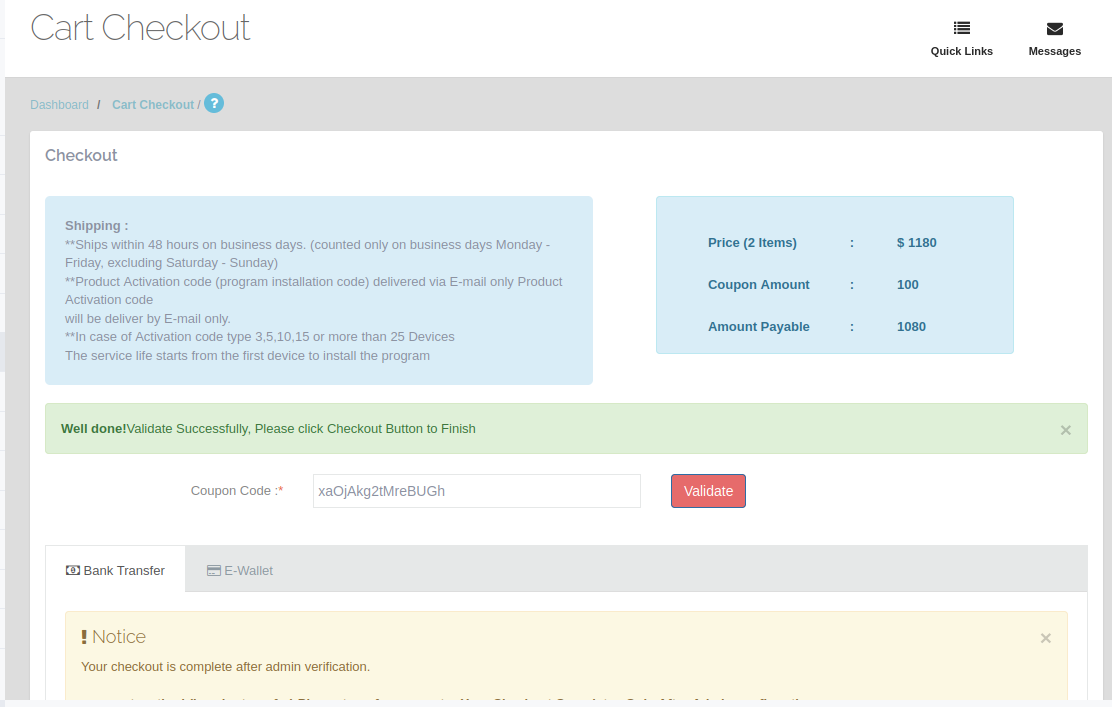 Cart Checkout
Quick Links
Messages
Dashboard / Cart Checkout / ?
Checkout
Shipping :
**Ships within 48 hours on business days. (counted only on business days Monday -
Friday, excluding Saturday - Sunday)
**Product Activation code (program installation code) delivered via E-mail only Product
Activation code
will be deliver by E-mail only.
**In case of Activation code type 3,5,10,15 or more than 25 Devices
The service life starts from the first device to install the program
Price (2 Items) : $ 1180
Coupon Amount : 100
Amount Payable : 1080
Well done!Validate Successfully, Please click Checkout Button to Finish ×
Coupon Code :* xaOjAkg2tMreBUGh Validate
Bank Transfer E-Wallet
! Notice ×
Your checkout is complete after admin verification.